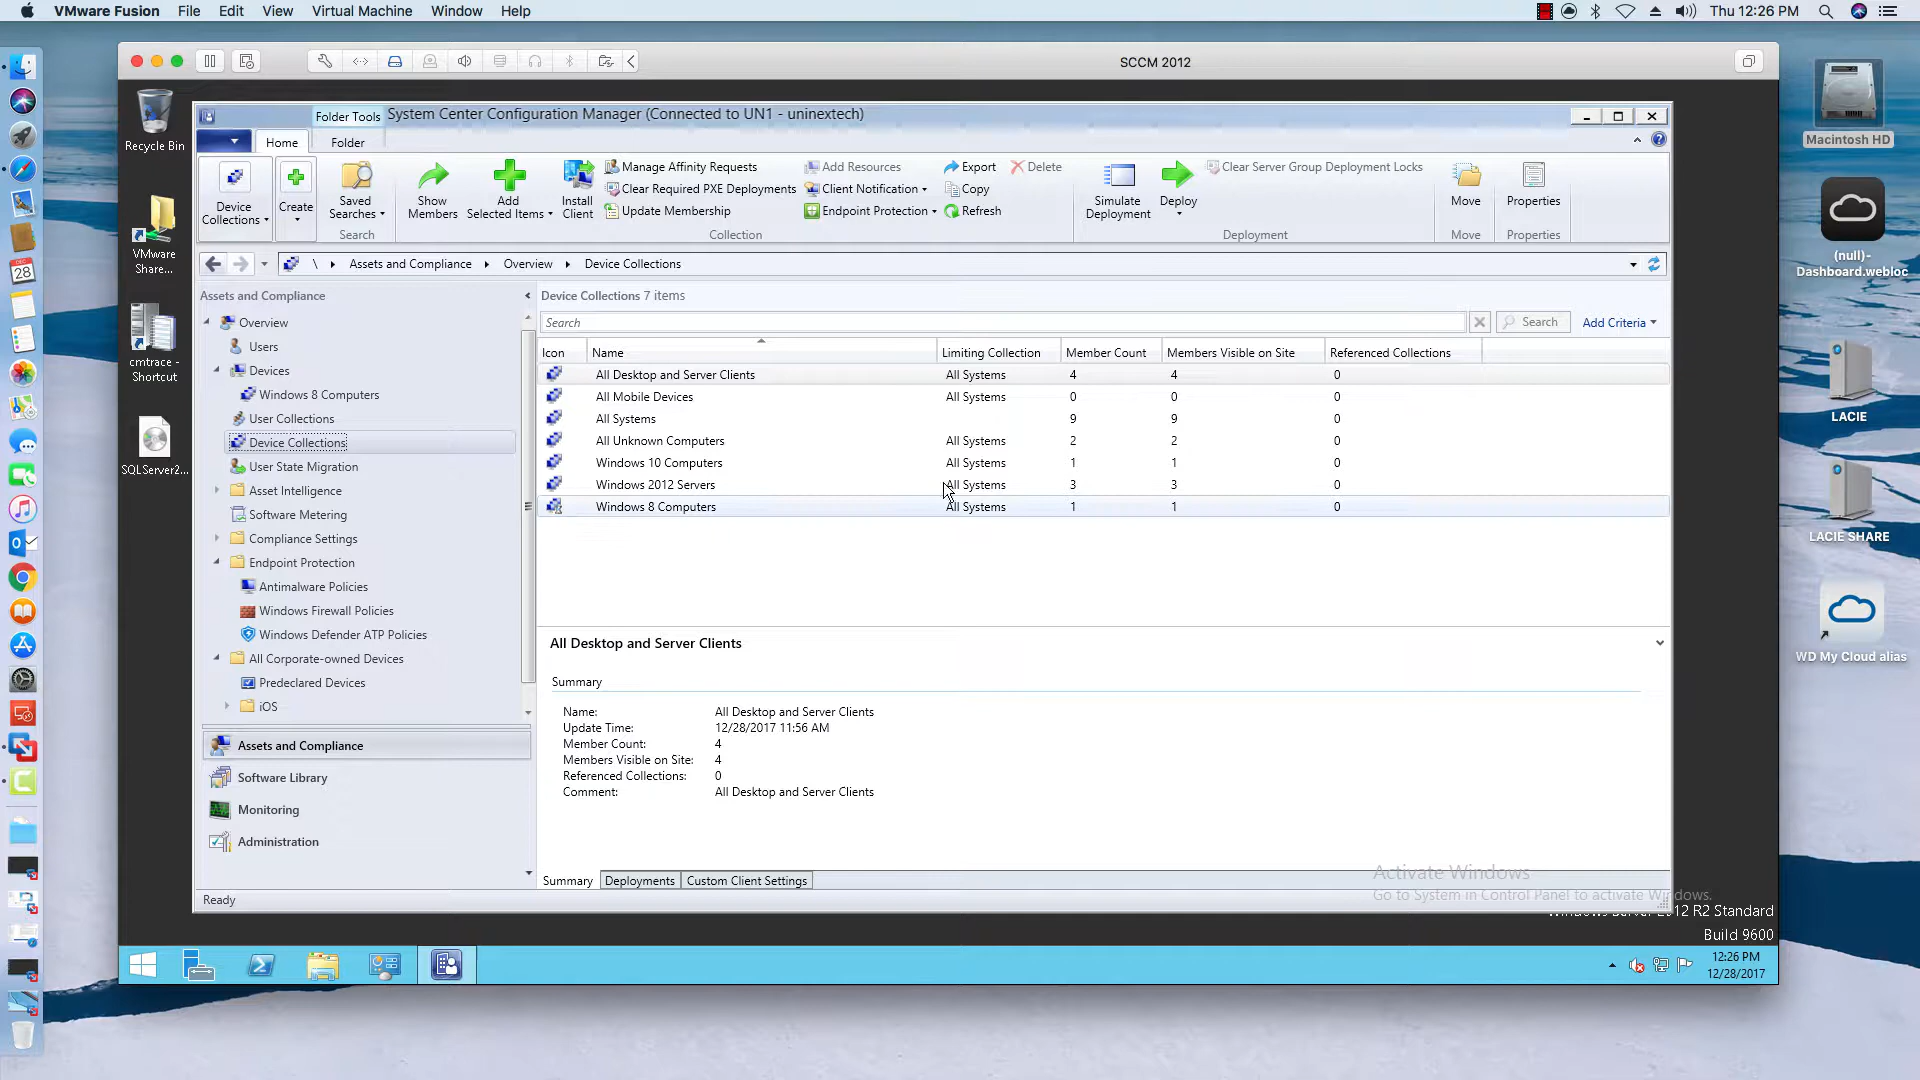 VMware Fusion File Edit View Virtual Machine Window Help Thu 12:26 PM
SCCM 2012
Recycle Bin
VMware
Share...
cmtrace -
Shortcut
SQLServer2...
DEC
28
Folder Tools System Center Configuration Manager (Connected to UN1 - uninextech)
Home Folder
Device
Collections
Create
Saved
Searches
Search
Show
Members
Add
Selected Items
Install
Client
Manage Affinity Requests
Clear Required PXE Deployments
Update Membership
Add Resources
Client Notification
Endpoint Protection
Export
Copy
Refresh
Delete
Collection
Simulate
Deployment
Deploy
Clear Server Group Deployment Locks
Deployment
Move
Move
Properties
Properties
\ Assets and Compliance Overview Device Collections
Assets and Compliance
Overview
Users
Devices
Windows 8 Computers
User Collections
Device Collections
User State Migration
Asset Intelligence
Software Metering
Compliance Settings
Endpoint Protection
Antimalware Policies
Windows Firewall Policies
Windows Defender ATP Policies
All Corporate-owned Devices
Predeclared Devices
iOS
Assets and Compliance
Software Library
Monitoring
Administration
Ready
Device Collections 7 items
Search Search Add Criteria
Icon Name Limiting Collection Member Count Members Visible on Site Referenced Collections
All Desktop and Server Clients All Systems 4 4 0
All Mobile Devices All Systems 0 0 0
All Systems 9 9 0
All Unknown Computers All Systems 2 2 0
Windows 10 Computers All Systems 1 1 0
Windows 2012 Servers All Systems 3 3 0
Windows 8 Computers All Systems 1 1 0
All Desktop and Server Clients
Summary
Name: All Desktop and Server Clients
Update Time: 12/28/2017 11:56 AM
Member Count: 4
Members Visible on Site: 4
Referenced Collections: 0
Comment: All Desktop and Server Clients
Summary Deployments Custom Client Settings
Activate Windows
Go to System in Control Panel to activate Windows.
12 R2 Standard
Build 9600
12:26 PM
12/28/2017
Macintosh HD
(null)-
Dashboard.webloc
LACIE
LACIE SHARE
WD My Cloud alias